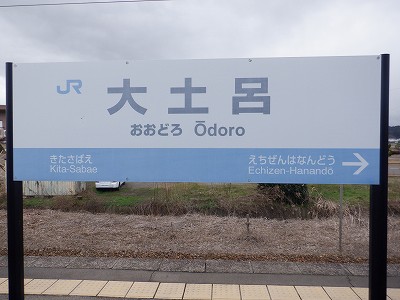 JR
大土呂
おおどろ Ōdoro
きたさばえ
Kita-Sabae
えちぜんはなんどう
Echizen-Hanandō